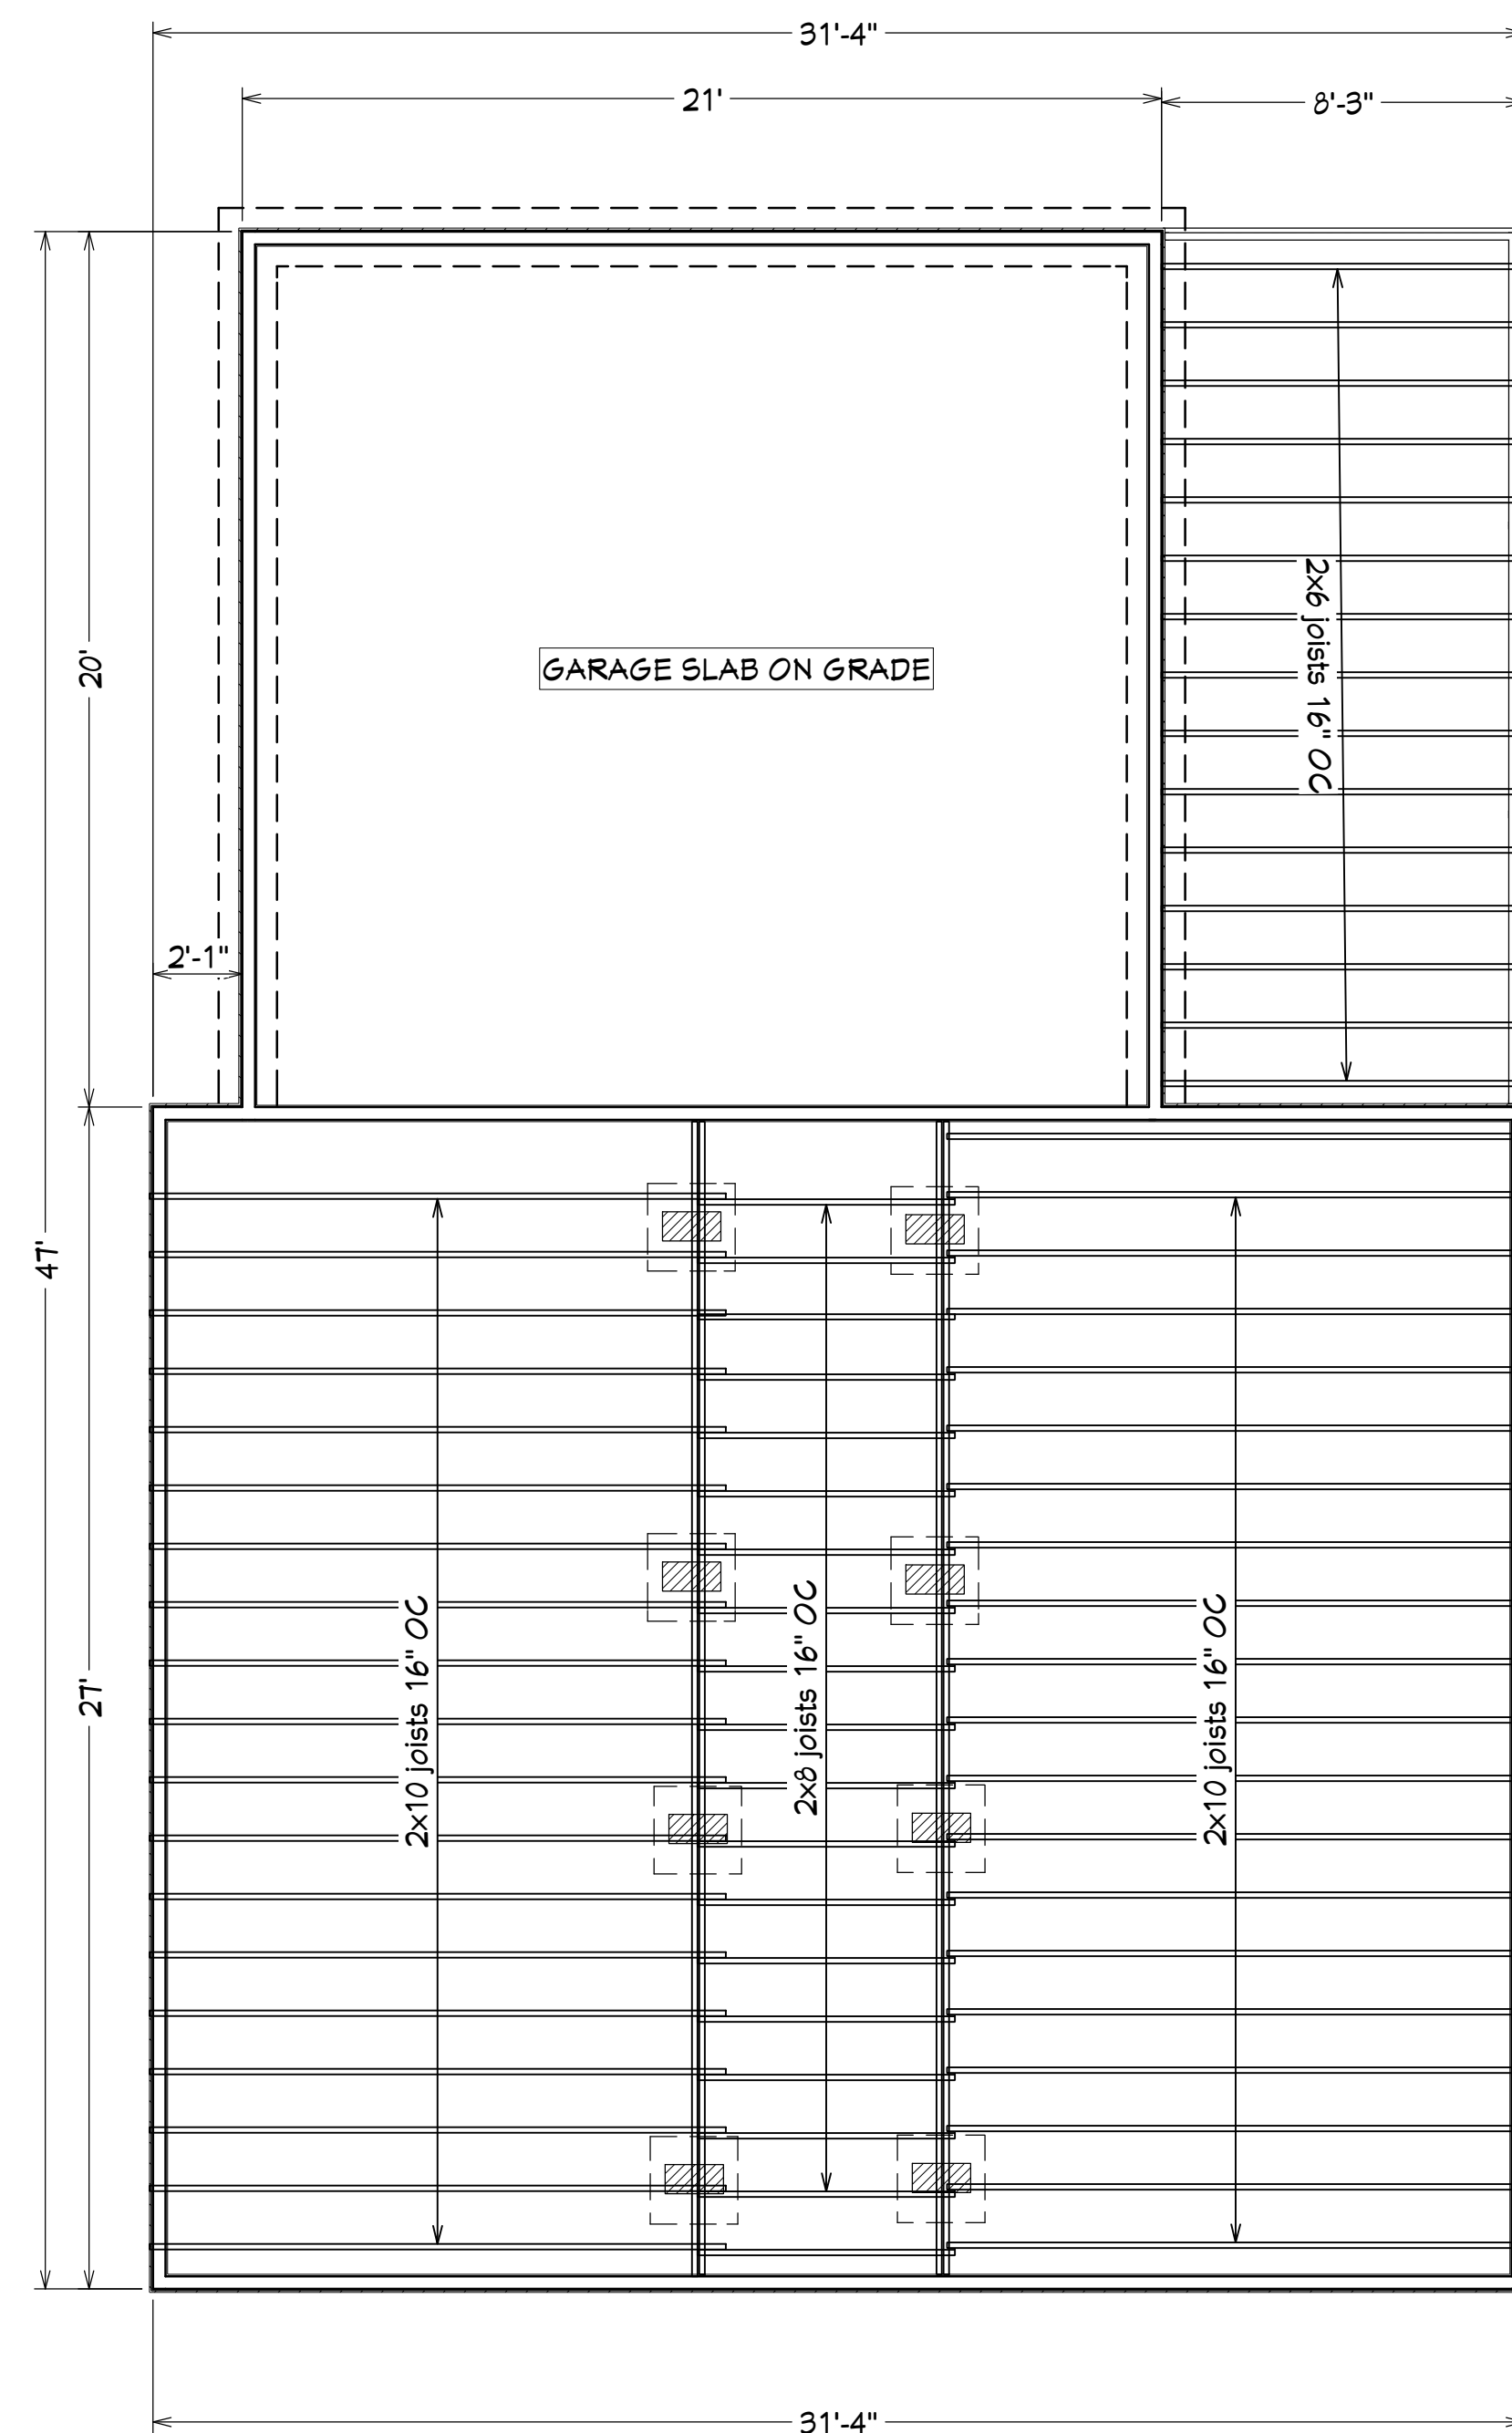 31'-4"
21'
8'-3"
20'
GARAGE SLAB ON GRADE
2x6 joists 16" OC
2'-1"
47'
27'
2x10 joists 16" OC
2x8 joists 16" OC
2x10 joists 16" OC
31'-4"